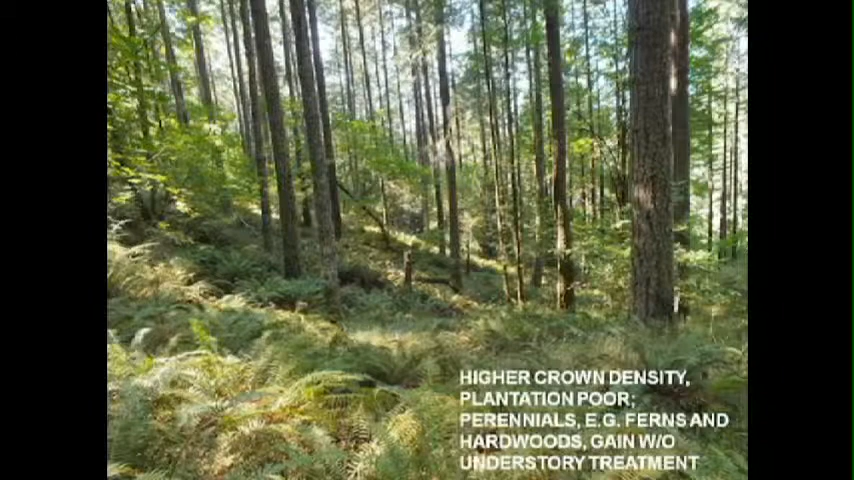 HIGHER CROWN DENSITY,
PLANTATION POOR;
PERENNIALS, E.G. FERNS AND
HARDWOODS, GAIN W/O
UNDERSTORY TREATMENT